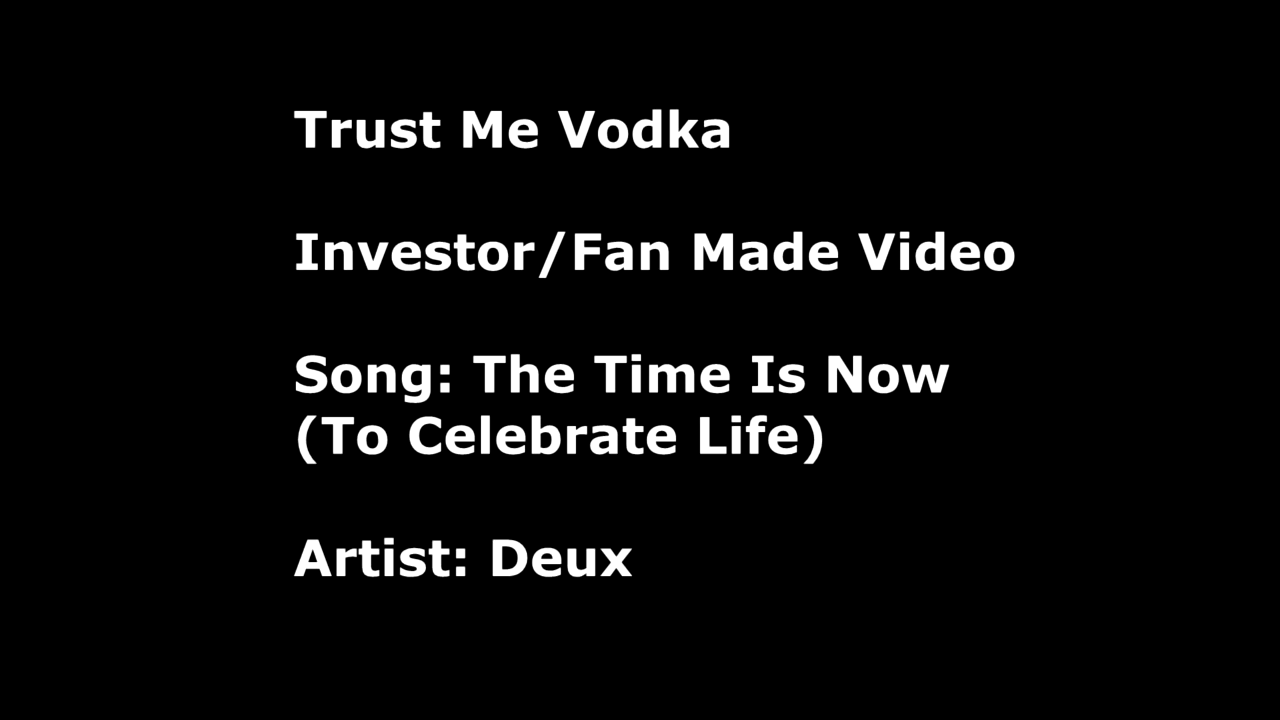 Trust Me Vodka
Investor/Fan Made Video
Song: The Time Is Now
(To Celebrate Life)
Artist: Deux